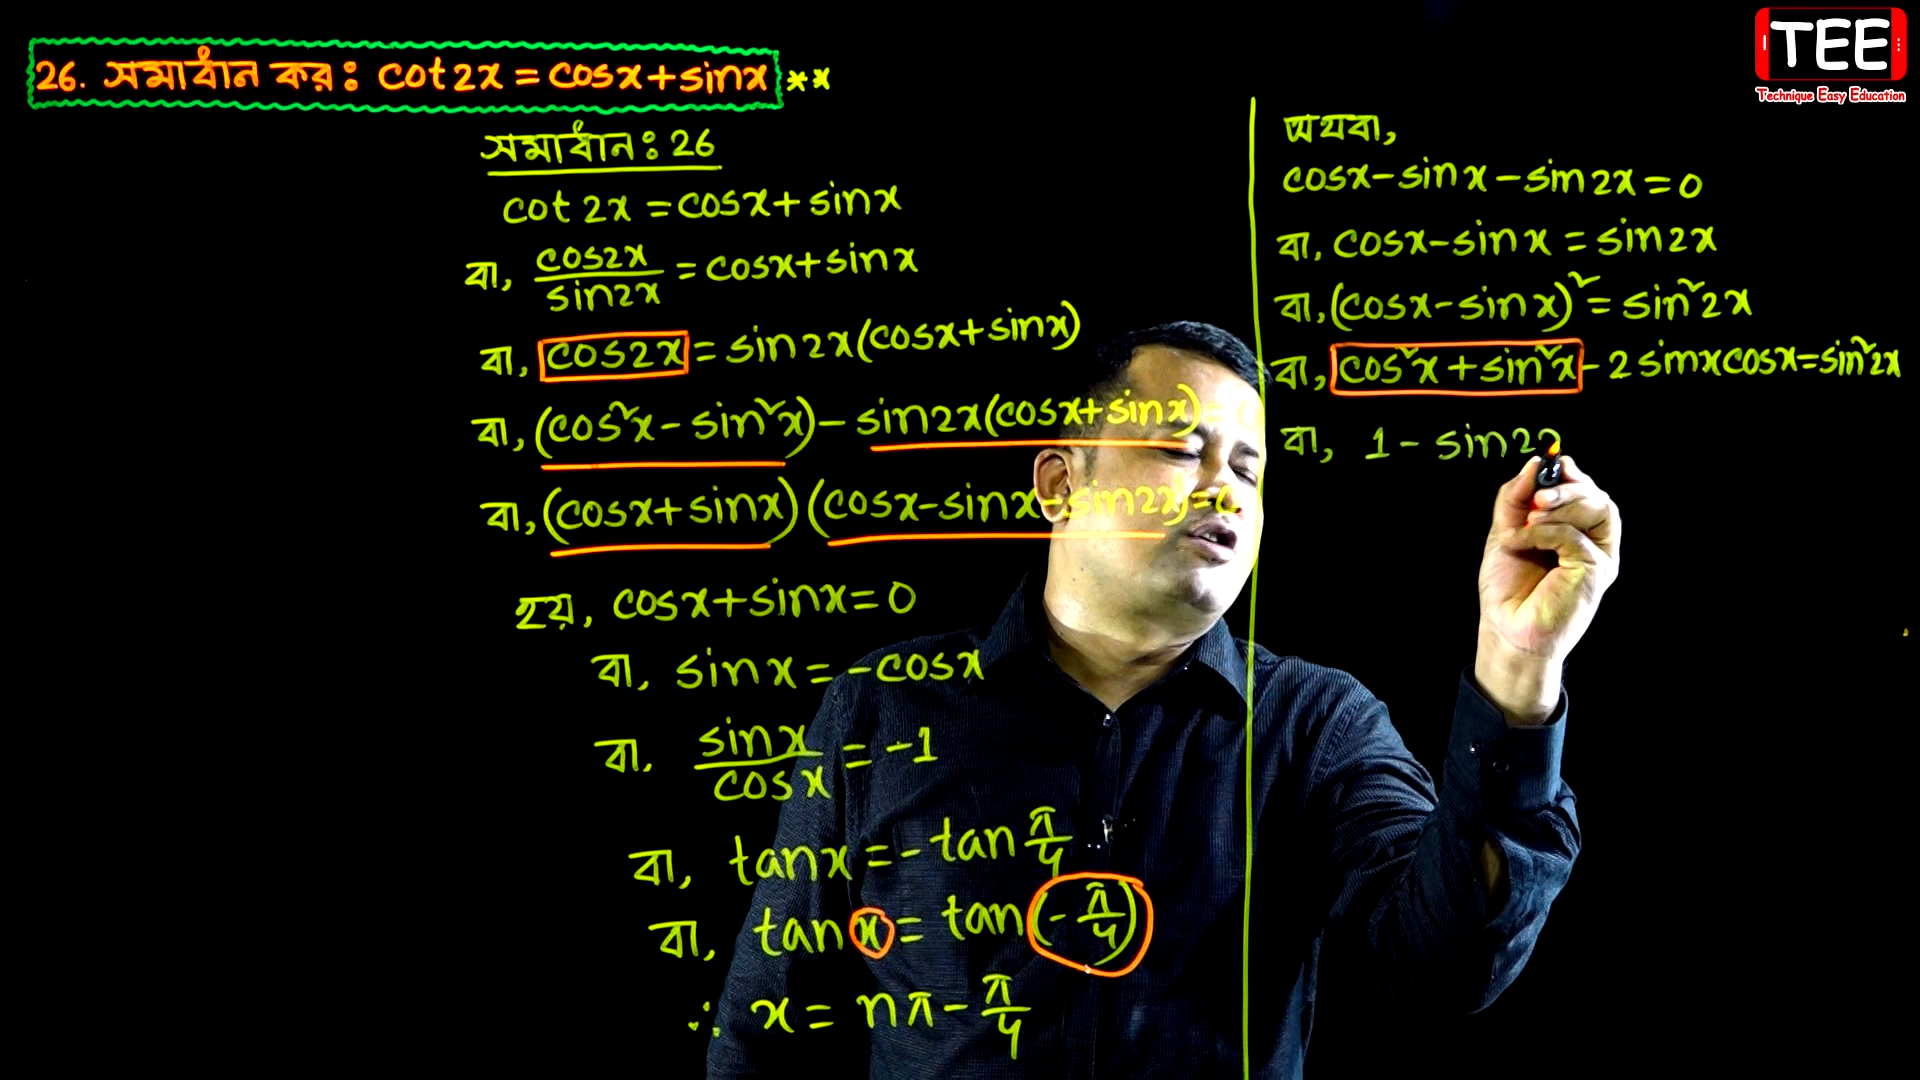 26. সমাধান কর: cot2x = cosx+sinx **
TEE
Technique Easy Education
সমাধান: 26
cot 2x = cosx+ sinx
বা, cos2x/sin2x = cosx+sinx
বা, cos2x = sin2x(cosx+sinx)
বা, (cos²x - sin²x) - sin2x(cosx+sinx) = 0
বা, (cosx+sinx) (cosx-sinx-sin2x)=0
হয়, cosx+sinx=0
বা, sinx = -cosx
বা, sinx/cosx = -1
বা, tanx = - tan π/4
বা, tanx = tan(-π/4)
∴ x = nπ - π/4
অথবা,
cosx-sinx-sin2x=0
বা, cosx-sinx = sin2x
বা, (cosx-sinx)² = sin²2x
বা, cos²x + sin²x - 2 sinxcosx=sin²2x
বা, 1 - sin2